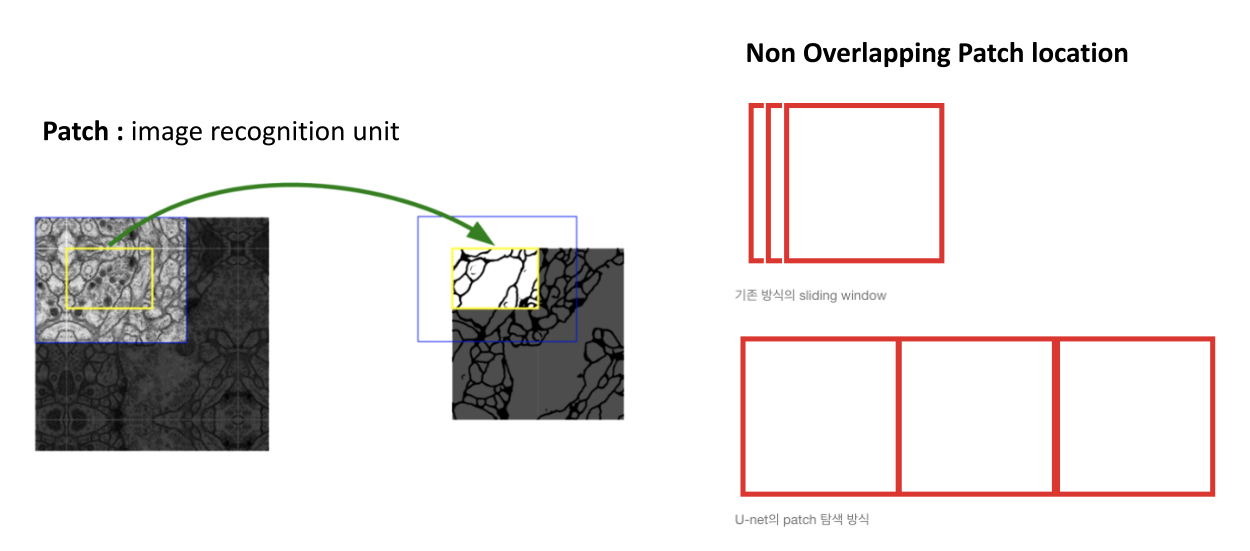 Non Overlapping Patch location
Patch : image recognition unit
기존 방식의 sliding window
U-net의 patch 탐색 방식